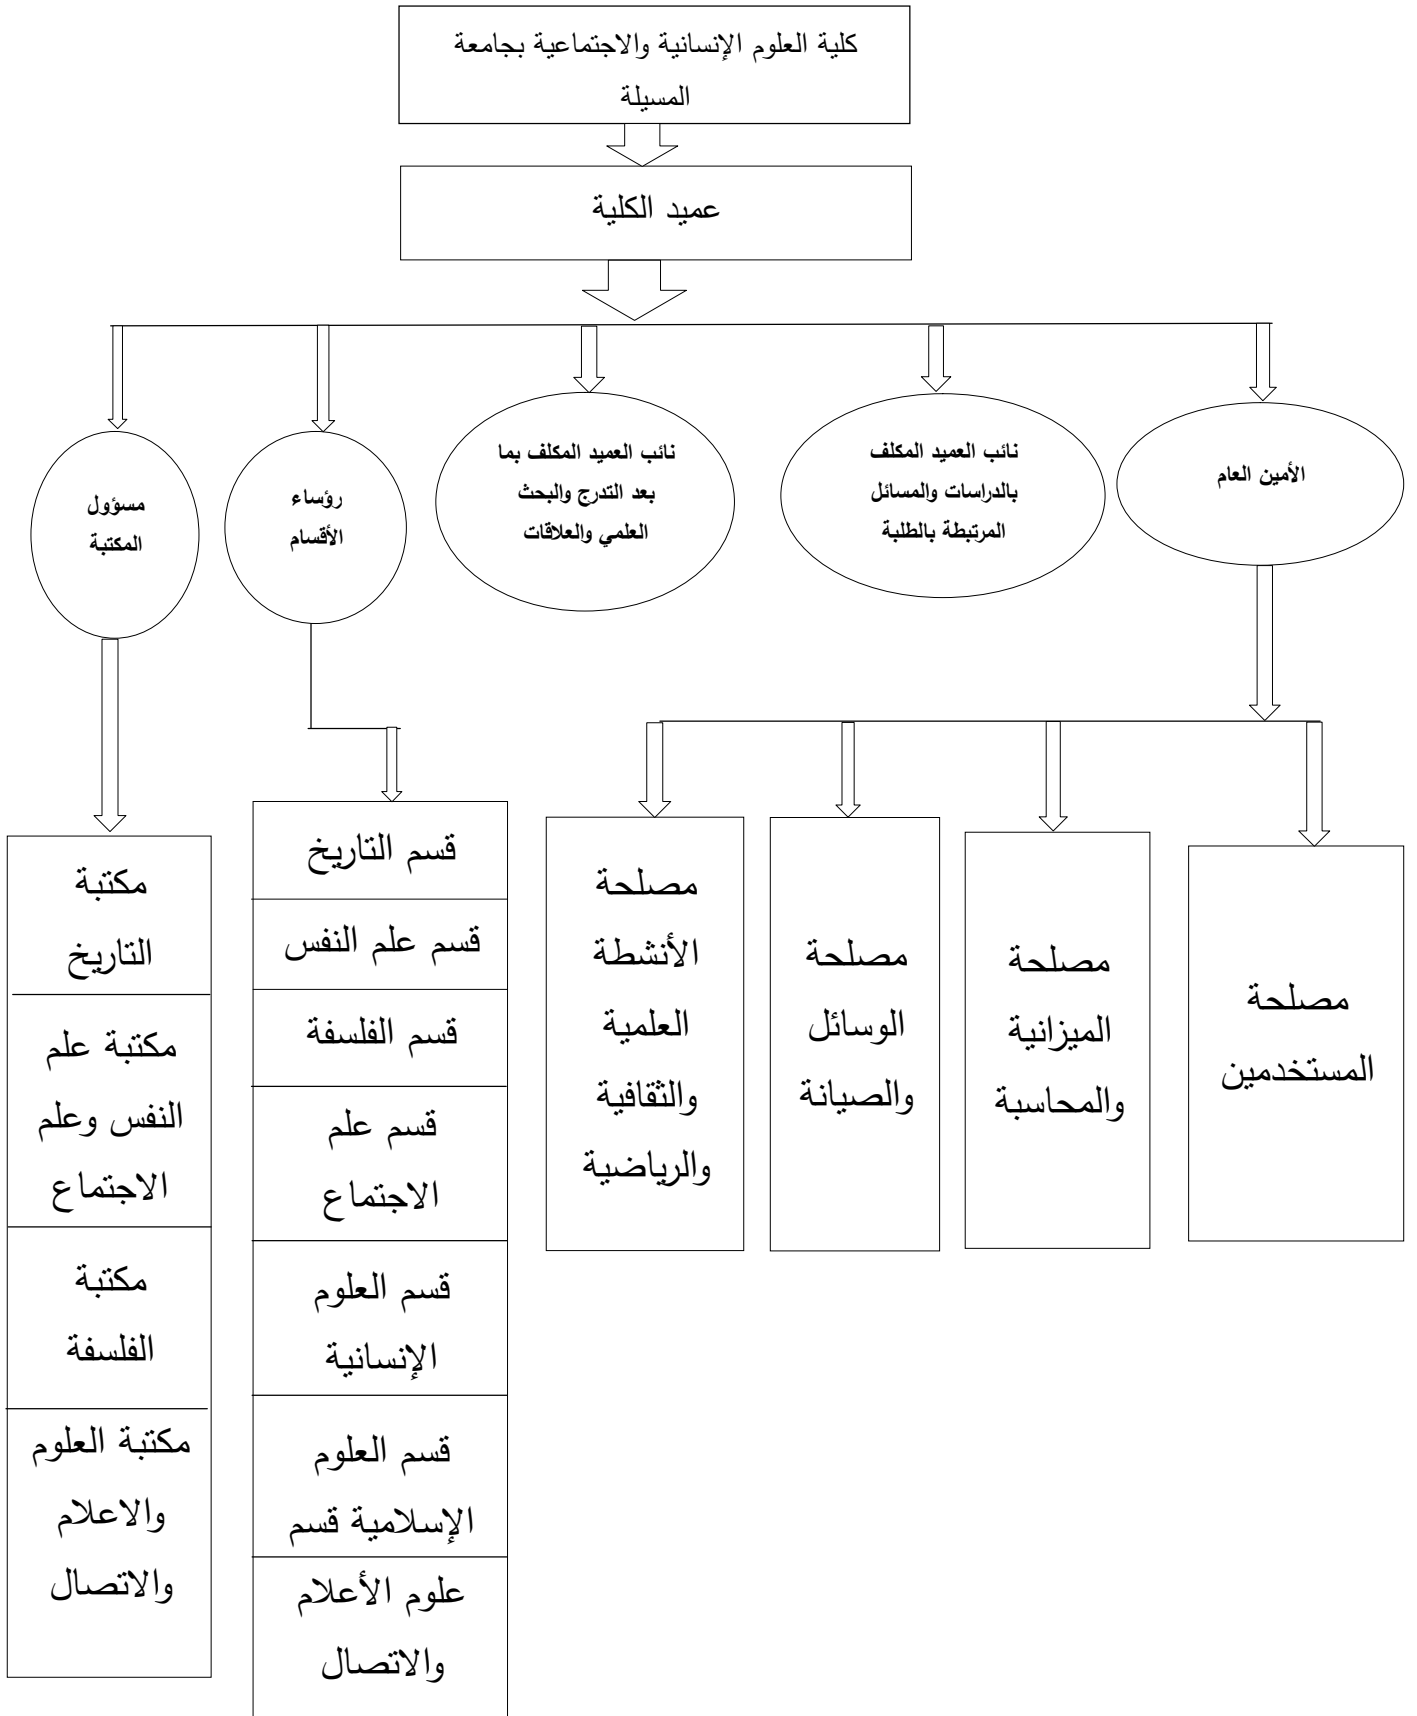 كلية العلوم الإنسانية والاجتماعية بجامعة
المسيلة
عميد الكلية
الأمين العام
نائب العميد المكلف
بالدراسات والمسائل
المرتبطة بالطلبة
نائب العميد المكلف بما
بعد التدرج والبحث
العلمي والعلاقات
رؤساء
الأقسام
مسؤول
المكتبة
مصلحة
المستخدمين
مصلحة
الميزانية
والمحاسبة
مصلحة
الوسائل
والصيانة
مصلحة
الأنشطة
العلمية
والثقافية
والرياضية
قسم التاريخ
قسم علم النفس
قسم الفلسفة
قسم علم
الاجتماع
قسم العلوم
الإنسانية
قسم العلوم
الإسلامية قسم
علوم الأعلام
والاتصال
مكتبة
التاريخ
مكتبة علم
النفس وعلم
الاجتماع
مكتبة
الفلسفة
مكتبة العلوم
والاعلام
والاتصال